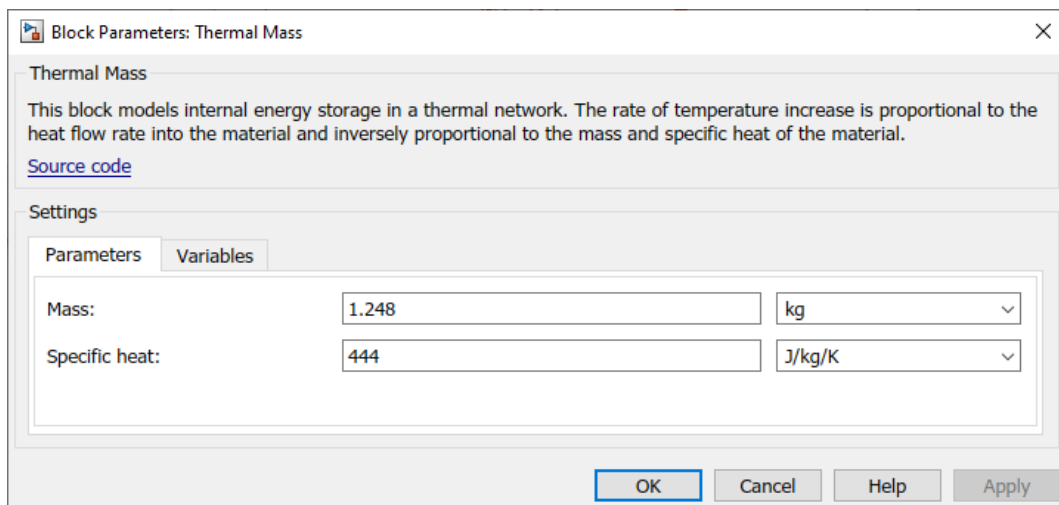 Block Parameters: Thermal Mass
Thermal Mass
This block models internal energy storage in a thermal network. The rate of temperature increase is proportional to the
heat flow rate into the material and inversely proportional to the mass and specific heat of the material.
Source code
Settings
Parameters Variables
Mass: 1.248 kg
Specific heat: 444 J/kg/K
OK Cancel Help Apply